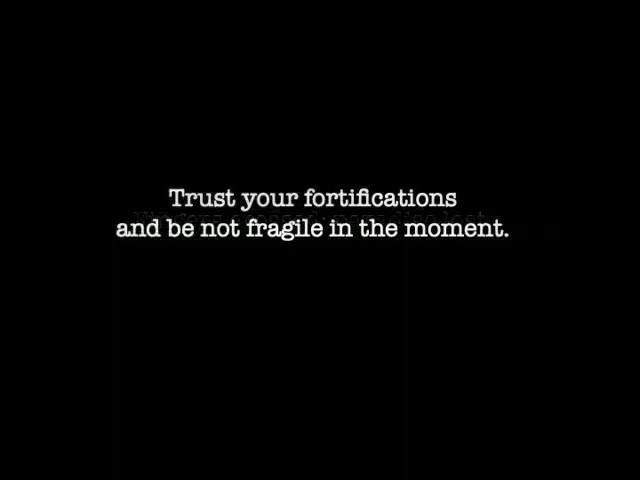 Trust your fortifications
and be not fragile in the moment.